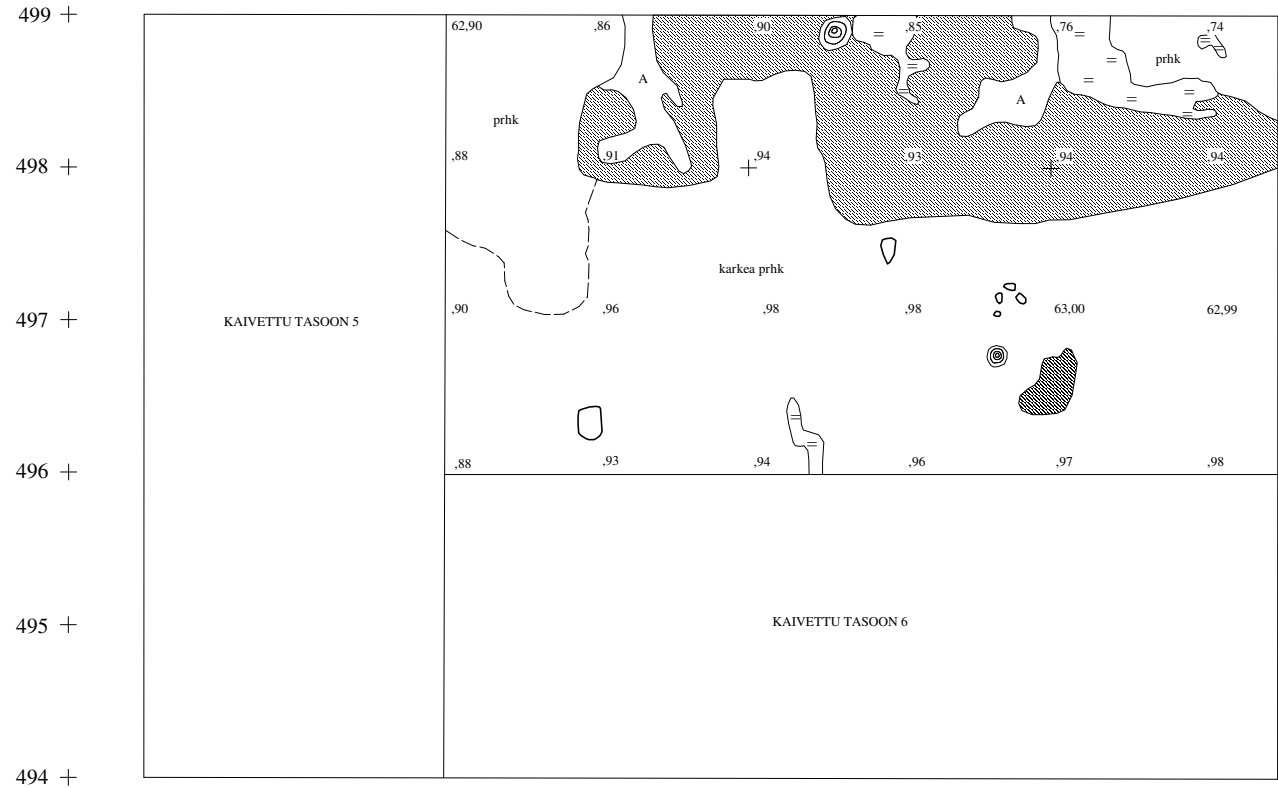 499
62,90 ,86 ,90 ,85 ,76 ,74
prhk
A
A
prhk
,88 ,91 ,94 ,93 ,94 ,94
498
karkea prhk
,90 ,96 ,98 ,98 63,00 62,99
497
KAIVETTU TASOON 5
,88 ,93 ,94 ,96 ,97 ,98
496
495
KAIVETTU TASOON 6
494